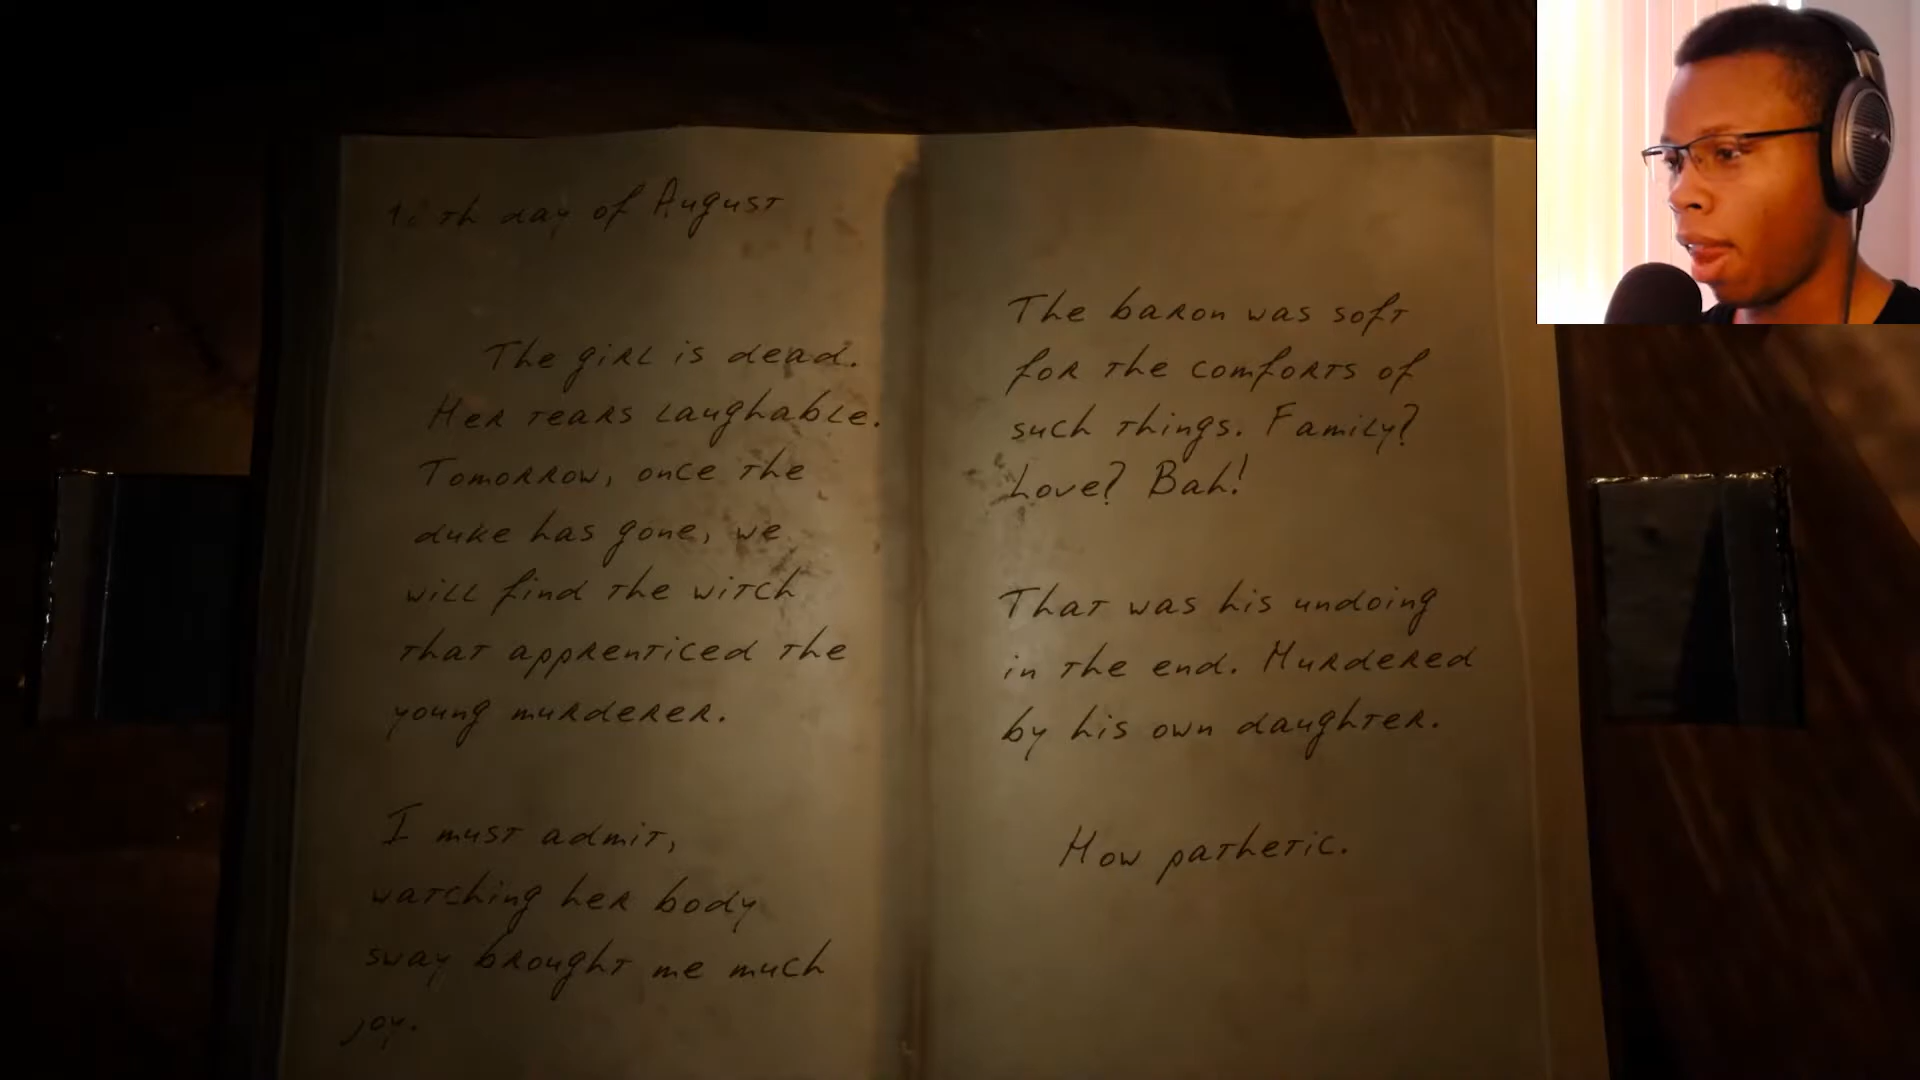 day of August
The girl is dead.
Her tears laughable.
Tomorrow, once the
duke has gone, we
will find the witch
that apprenticed the
young murderer.
I must admit,
watching her body
sway brought me much
joy.
The baron was soft
for the comforts of
such things. Family?
Love? Bah!
That was his undoing
in the end. Murdered
by his own daughter.
How pathetic.